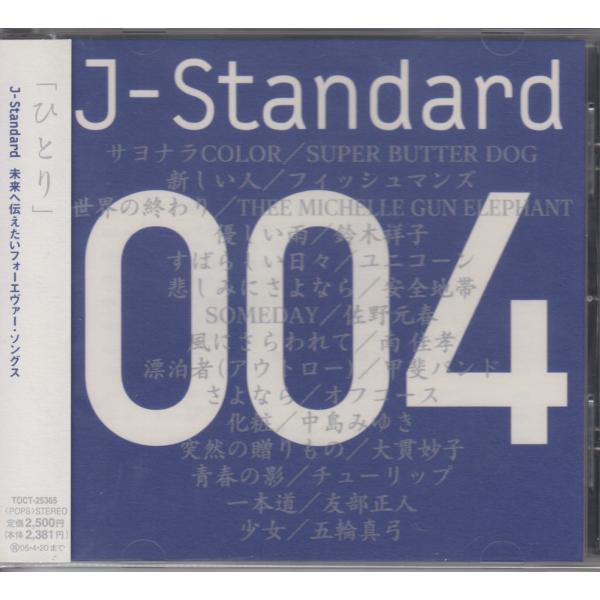 「ひとり」
J-Standard 未来へ伝えたいフォーエヴァー・ソングス
TOCT-25365
〈POPS〉STEREO
定価2,500円
(本体2,381円)
05・4・20まで
J-Standard
004
サヨナラCOLOR／SUPER BUTTER DOG
新しい人／フィッシュマンズ
世界の終わり／THEE MICHELLE GUN ELEPHANT
優しい雨／鈴木祥子
すばらしい日々／ユニコーン
悲しみにさよなら／安全地帯
SOMEDAY／佐野元春
風にさらわれて／南 佳孝
漂泊者(アウトロー)／甲斐バンド
さよなら／オフコース
化粧／中島みゆき
突然の贈りもの／大貫妙子
青春の影／チューリップ
一本道／友部正人
少女／五輪真弓